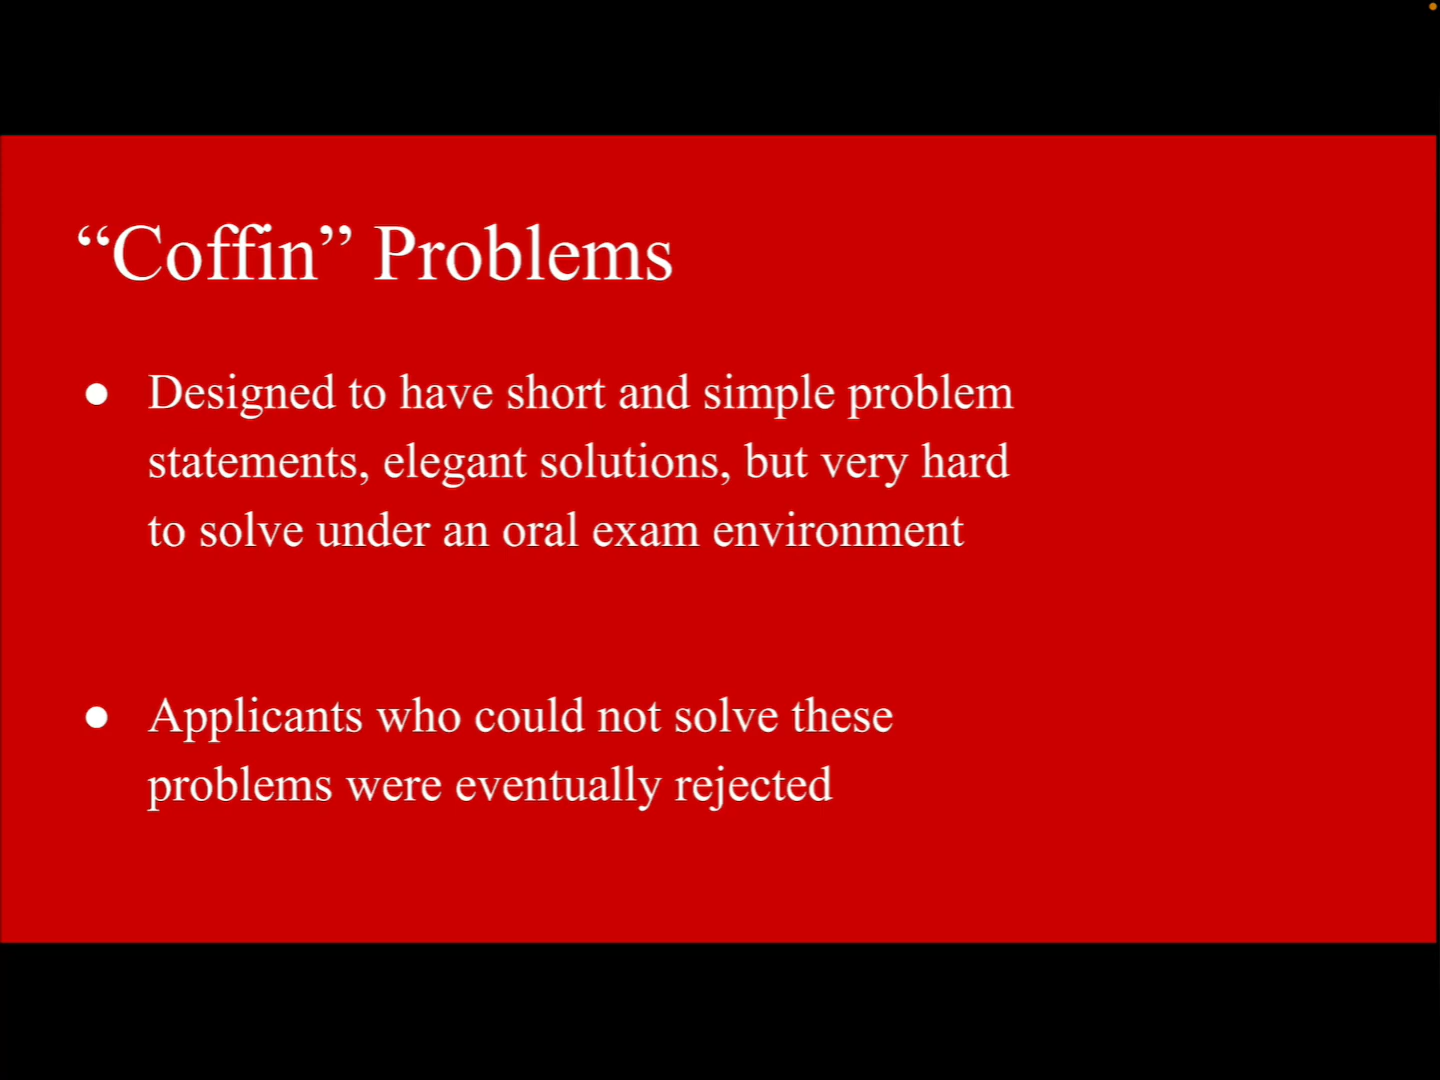 “Coffin” Problems
● Designed to have short and simple problem
statements, elegant solutions, but very hard
to solve under an oral exam environment
● Applicants who could not solve these
problems were eventually rejected